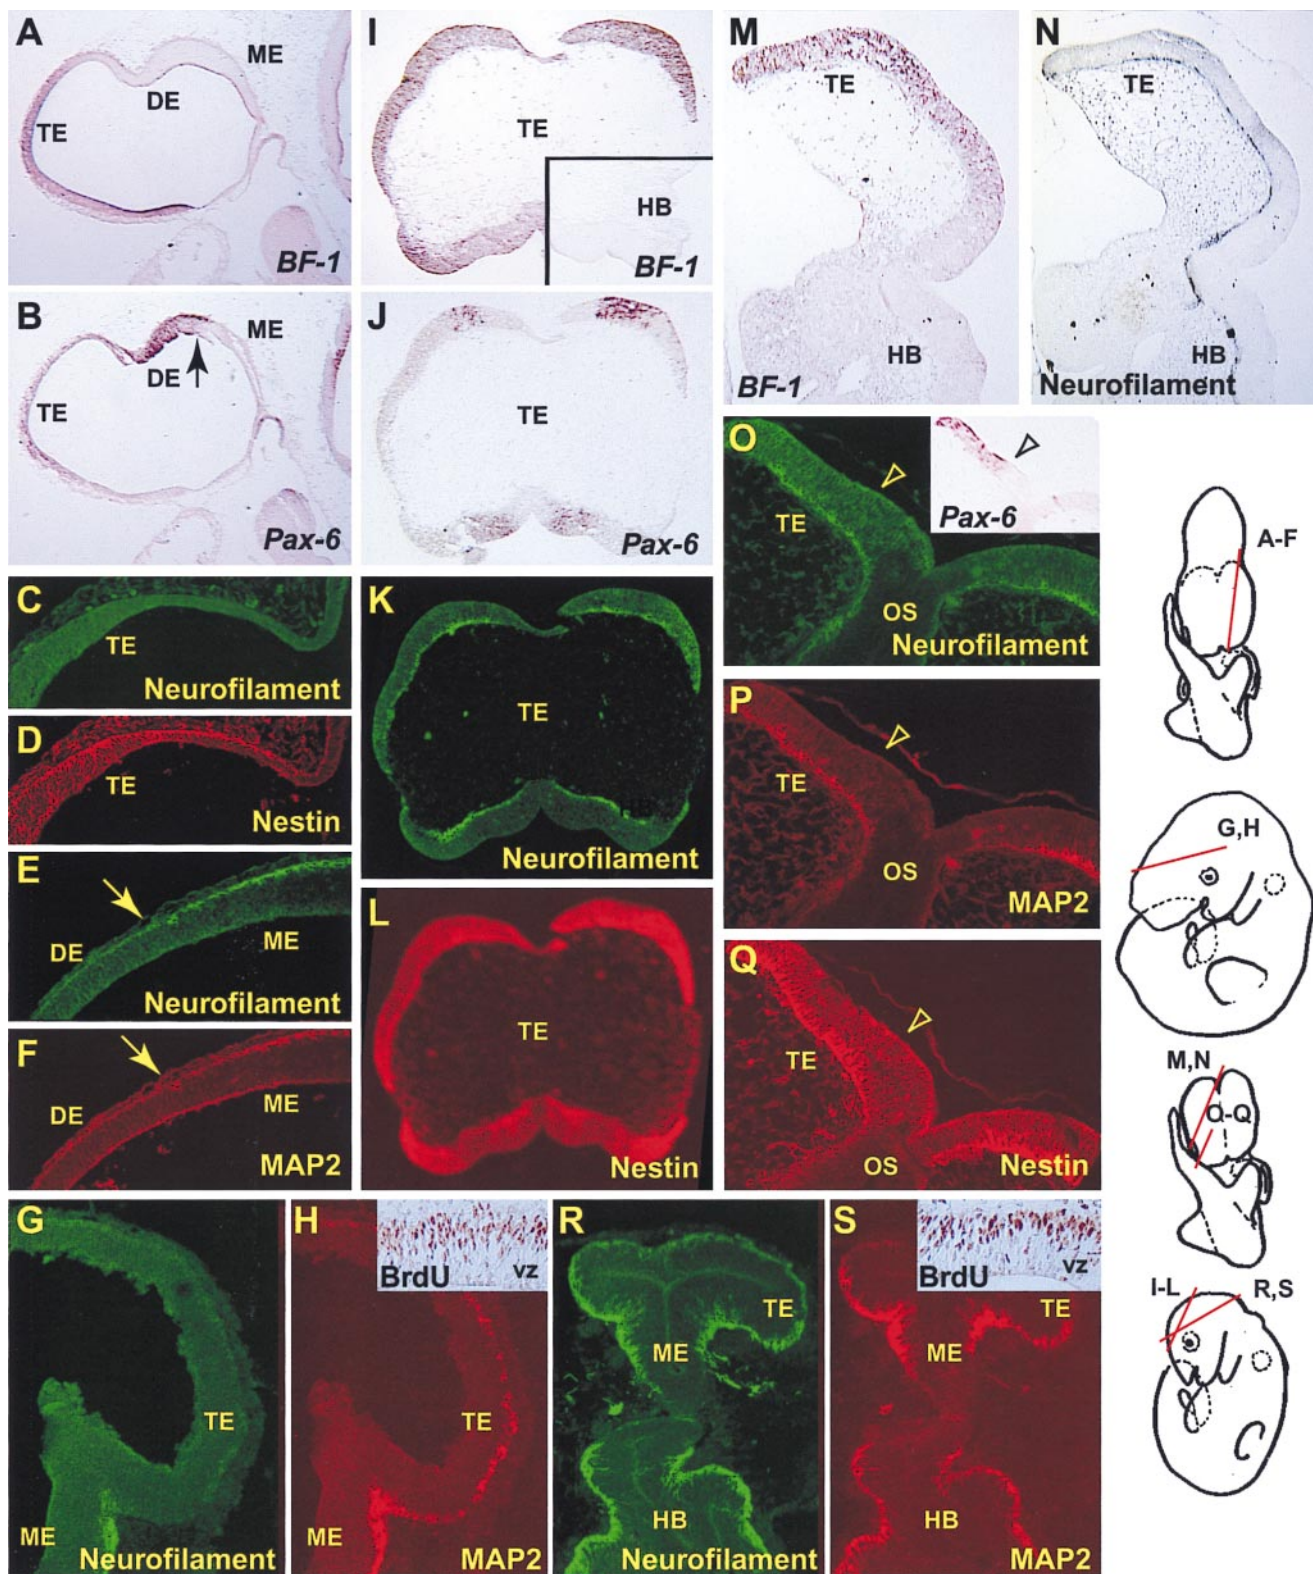 A
ME
DE
TE
BF-1
B
ME
DE
TE
Pax-6
C
TE
Neurofilament
D
TE
Nestin
E
DE
ME
Neurofilament
F
DE
ME
MAP2
G
TE
ME
Neurofilament
H
BrdU
vz
TE
ME
MAP2
I
TE
HB
BF-1
J
TE
Pax-6
K
TE
HB
Neurofilament
L
TE
Nestin
M
TE
HB
BF-1
N
TE
HB
Neurofilament
O
TE
Pax-6
OS
Neurofilament
P
TE
OS
MAP2
Q
TE
OS
Nestin
R
TE
ME
HB
Neurofilament
S
BrdU
vz
TE
ME
HB
MAP2
A-F
G,H
M,N
O-Q
I-L
R,S